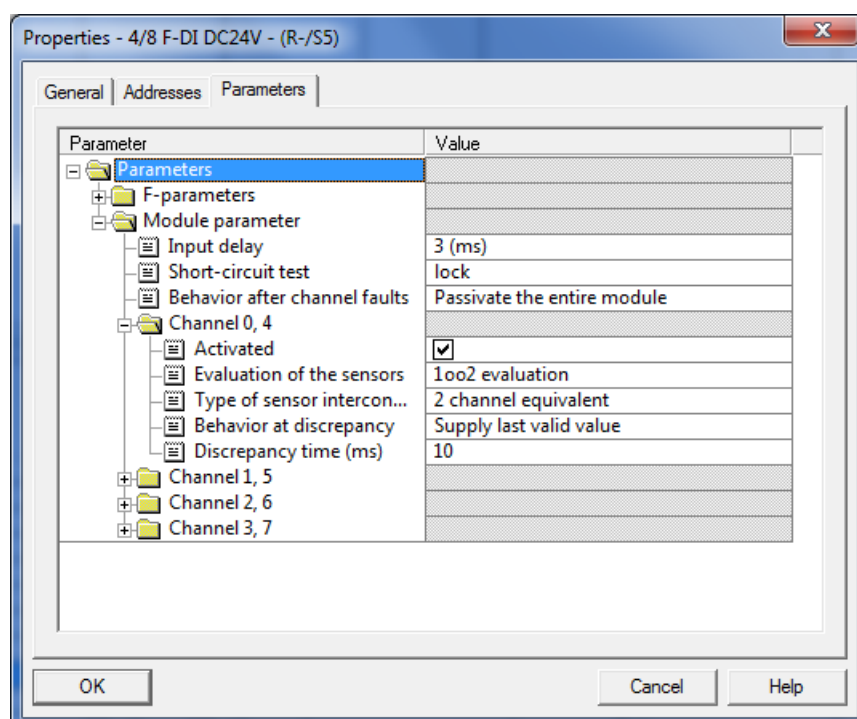 Properties - 4/8 F-DI DC24V - (R-/S5)
General Addresses Parameters
Parameter Value
Parameters
F-parameters
Module parameter
Input delay 3 (ms)
Short-circuit test lock
Behavior after channel faults Passivate the entire module
Channel 0, 4
Activated
Evaluation of the sensors 1oo2 evaluation
Type of sensor intercon... 2 channel equivalent
Behavior at discrepancy Supply last valid value
Discrepancy time (ms) 10
Channel 1, 5
Channel 2, 6
Channel 3, 7
OK Cancel Help